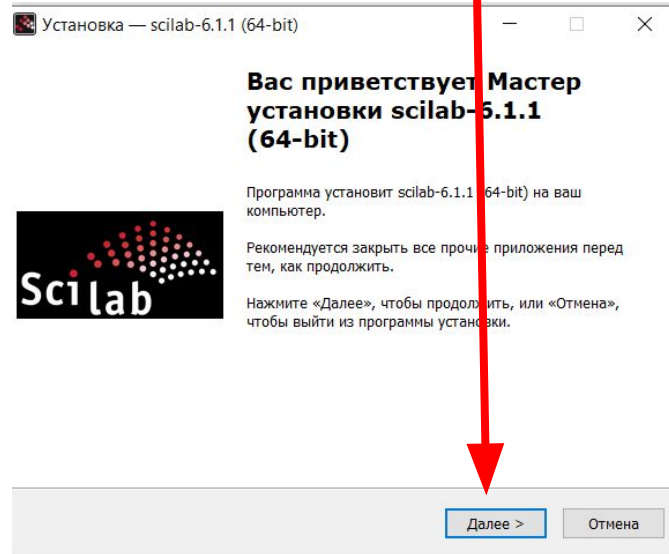 Установка — scilab-6.1.1 (64-bit)
Вас приветствует Мастер
установки scilab-6.1.1
(64-bit)
Программа установит scilab-6.1.1 (64-bit) на ваш
компьютер.
Рекомендуется закрыть все прочие приложения перед
тем, как продолжить.
Нажмите «Далее», чтобы продолжить, или «Отмена»,
чтобы выйти из программы установки.
Scilab
Далее >
Отмена